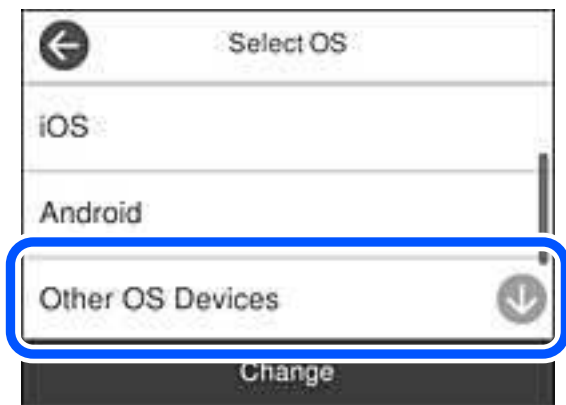 Select OS
iOS
Android
Other OS Devices
Change